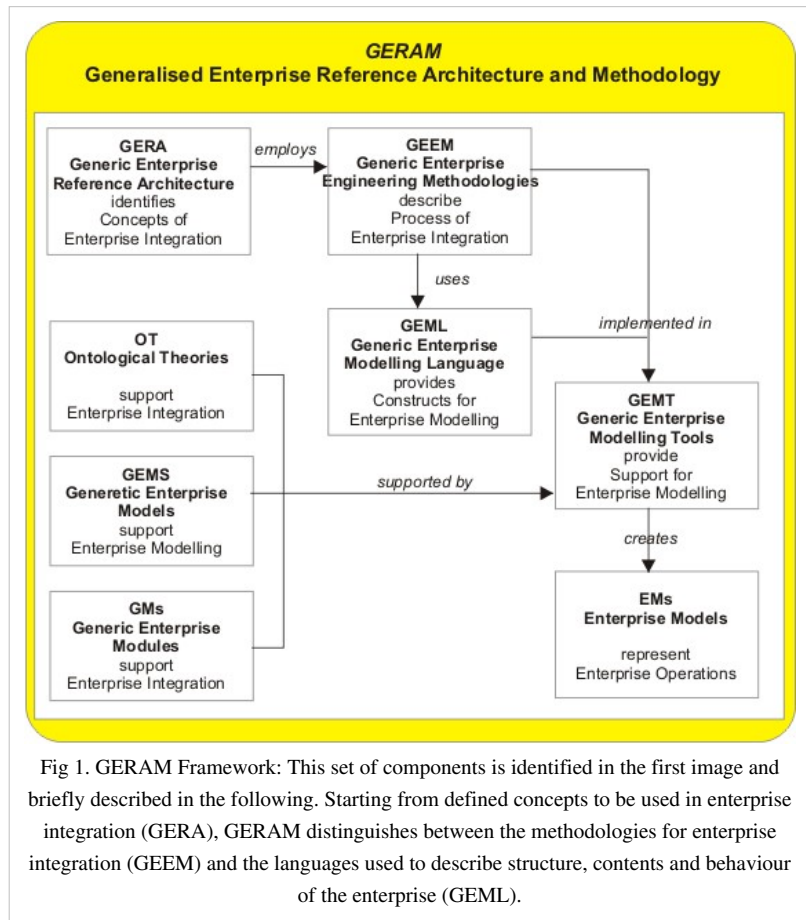 GERAM
Generalised Enterprise Reference Architecture and Methodology
GERA
Generic Enterprise
Reference Architecture
identifies
Concepts of
Enterprise Integration
employs
GEEM
Generic Enterprise
Engineering Methodologies
describe
Process of
Enterprise Integration
uses
OT
Ontological Theories
support
Enterprise Integration
GEML
Generic Enterprise
Modelling Language
provides
Constructs for
Enterprise Modelling
implemented in
GEMT
Generic Enterprise
Modelling Tools
provide
Support for
Enterprise Modelling
GEMS
Generetic Enterprise
Models
support
Enterprise Modelling
supported by
creates
GMs
Generic Enterprise
Modules
support
Enterprise Integration
EMs
Enterprise Models
represent
Enterprise Operations
Fig 1. GERAM Framework: This set of components is identified in the first image and
briefly described in the following. Starting from defined concepts to be used in enterprise
integration (GERA), GERAM distinguishes between the methodologies for enterprise
integration (GEEM) and the languages used to describe structure, contents and behaviour
of the enterprise (GEML).